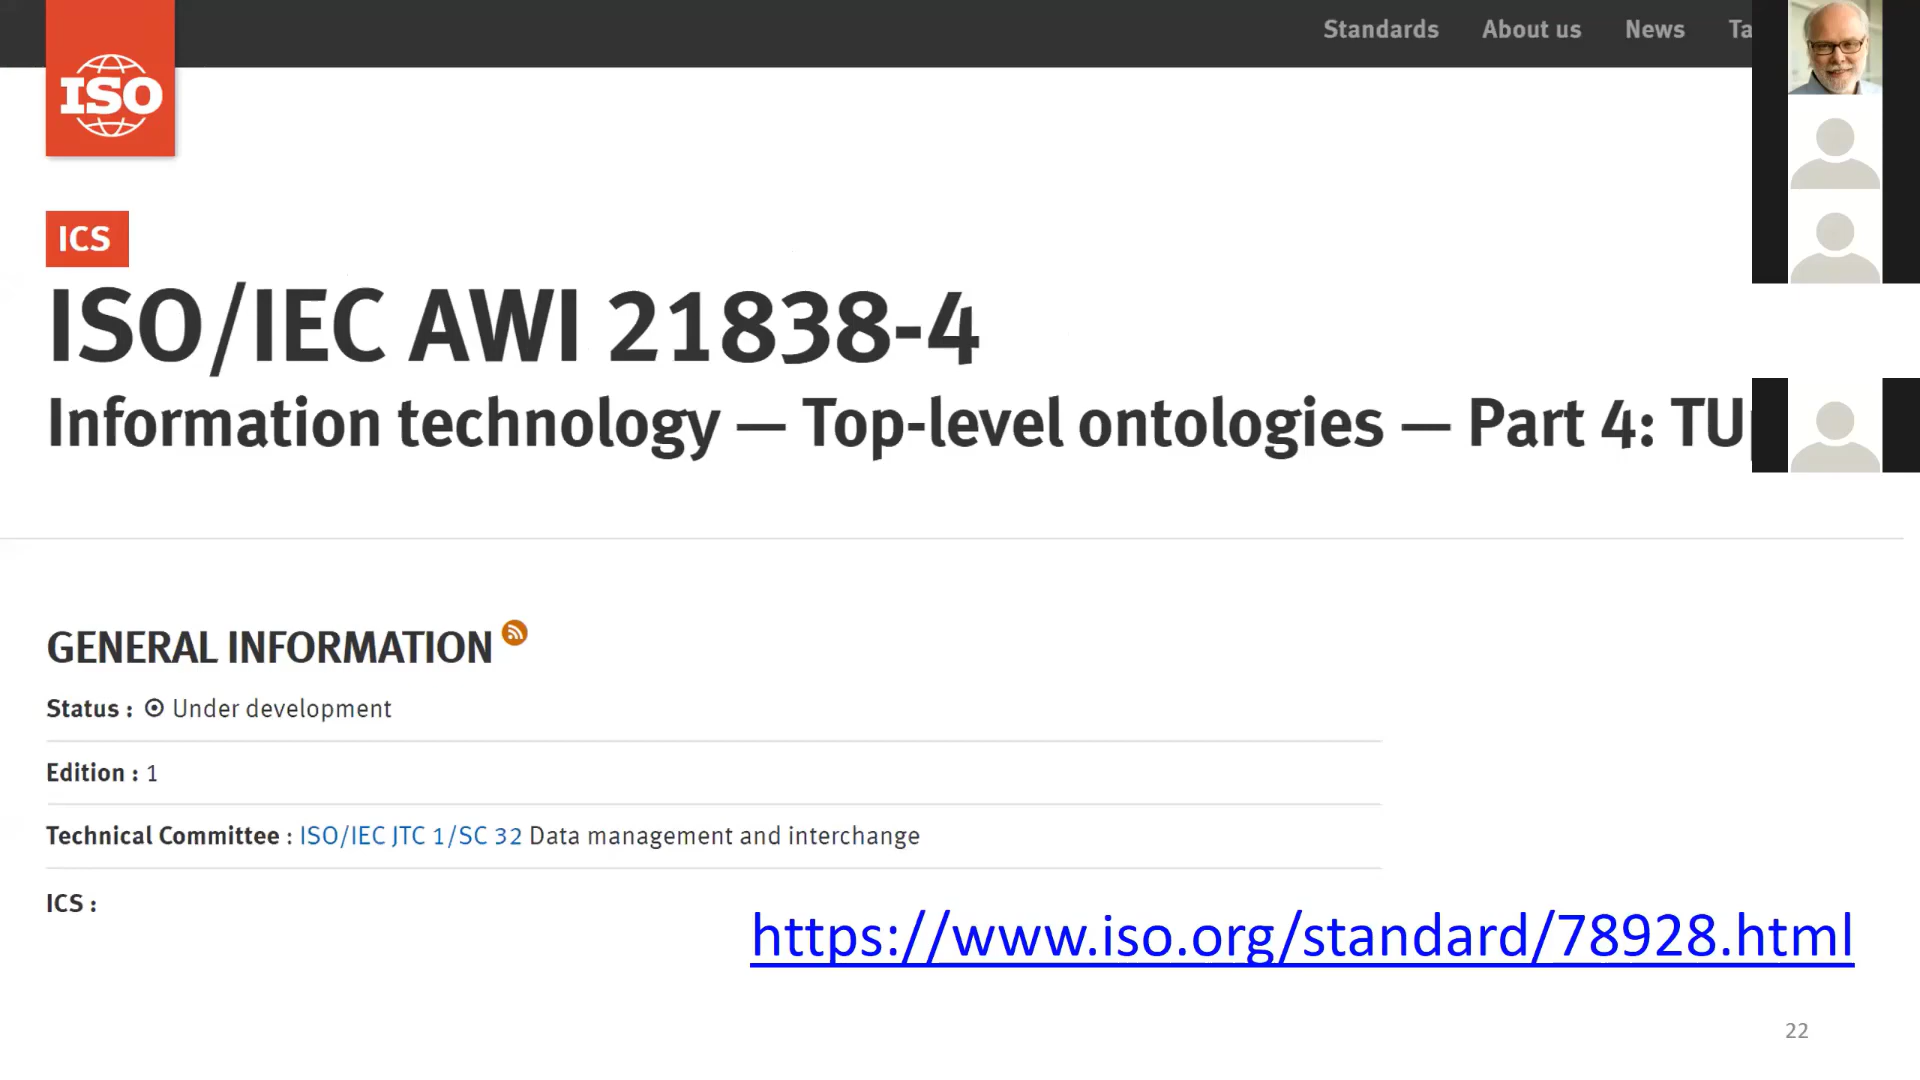 Standards About us News Ta
ISO
ICS
ISO/IEC AWI 21838-4
Information technology — Top-level ontologies — Part 4: TU
GENERAL INFORMATION
Status : Under development
Edition : 1
Technical Committee : ISO/IEC JTC 1/SC 32 Data management and interchange
ICS :
https://www.iso.org/standard/78928.html
22